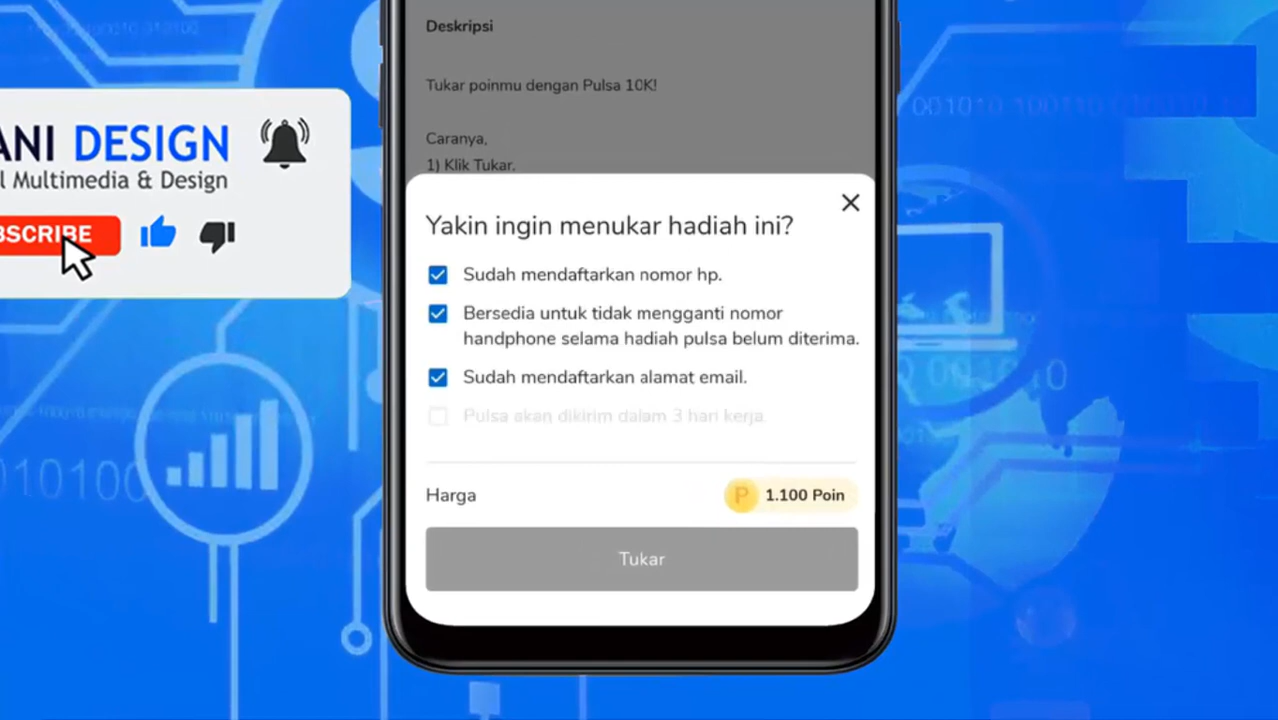 Deskripsi
Tukar poinmu dengan Pulsa 10K!
Caranya,
1) Klik Tukar.
ANI DESIGN
l Multimedia & Design
BSCRIBE
Yakin ingin menukar hadiah ini?
Sudah mendaftarkan nomor hp.
Bersedia untuk tidak mengganti nomor
handphone selama hadiah pulsa belum diterima.
Sudah mendaftarkan alamat email.
Pulsa akan dikirim dalam 3 hari kerja.
Harga
P 1.100 Poin
Tukar